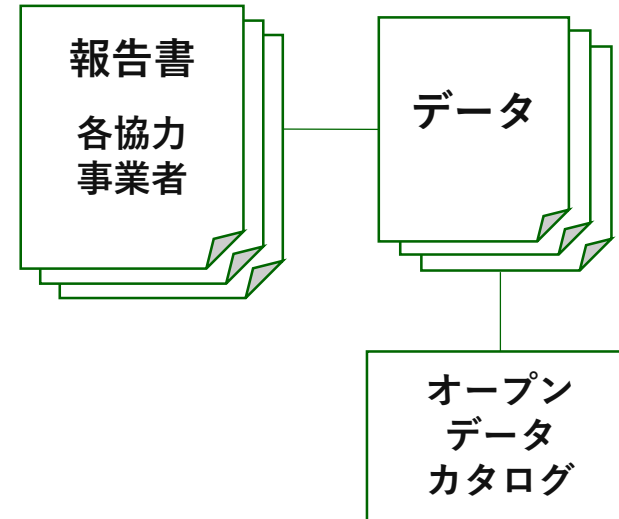 報告書
各協力
事業者
データ
オープン
データ
カタログ